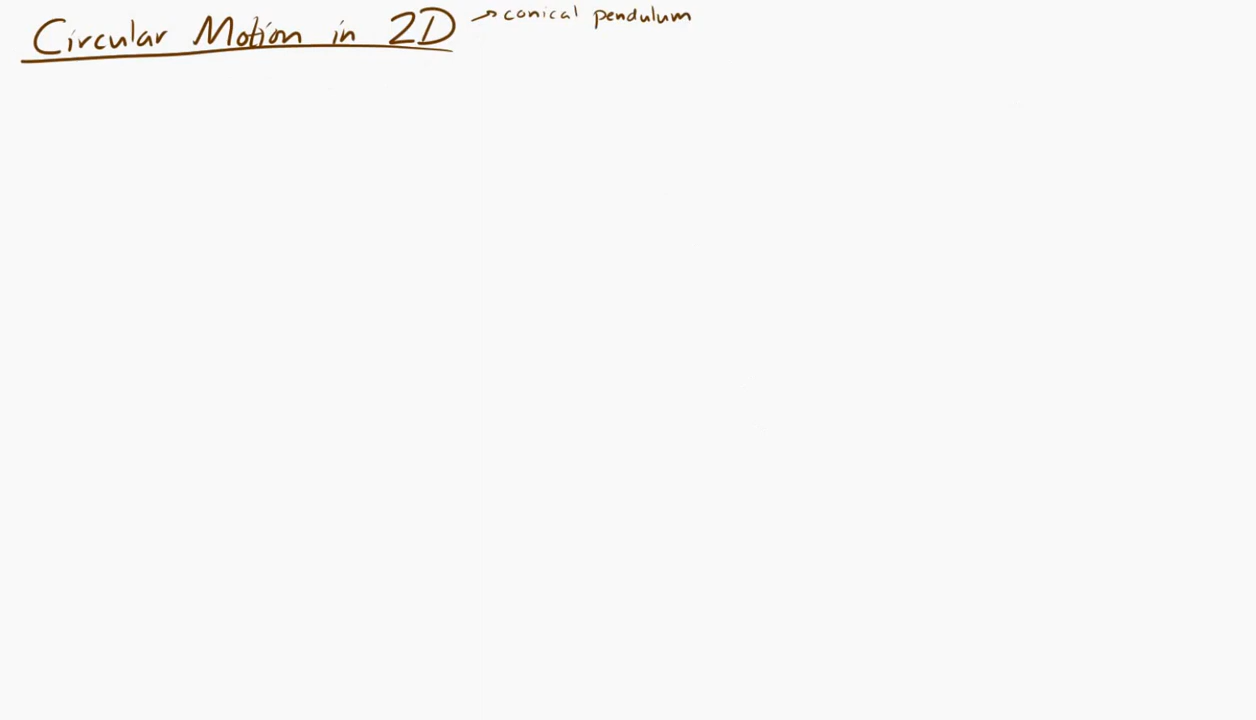 Circular Motion in 2D → conical pendulum